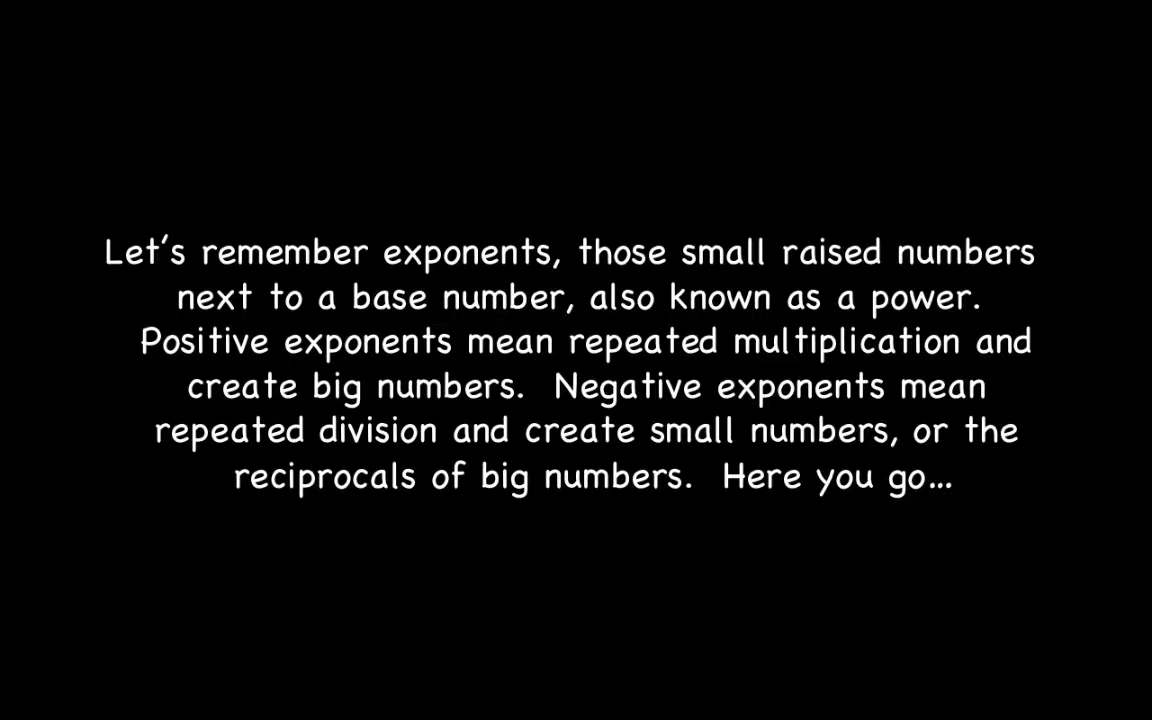 Let's remember exponents, those small raised numbers
next to a base number, also known as a power.
Positive exponents mean repeated multiplication and
create big numbers.  Negative exponents mean
repeated division and create small numbers, or the
reciprocals of big numbers.  Here you go...